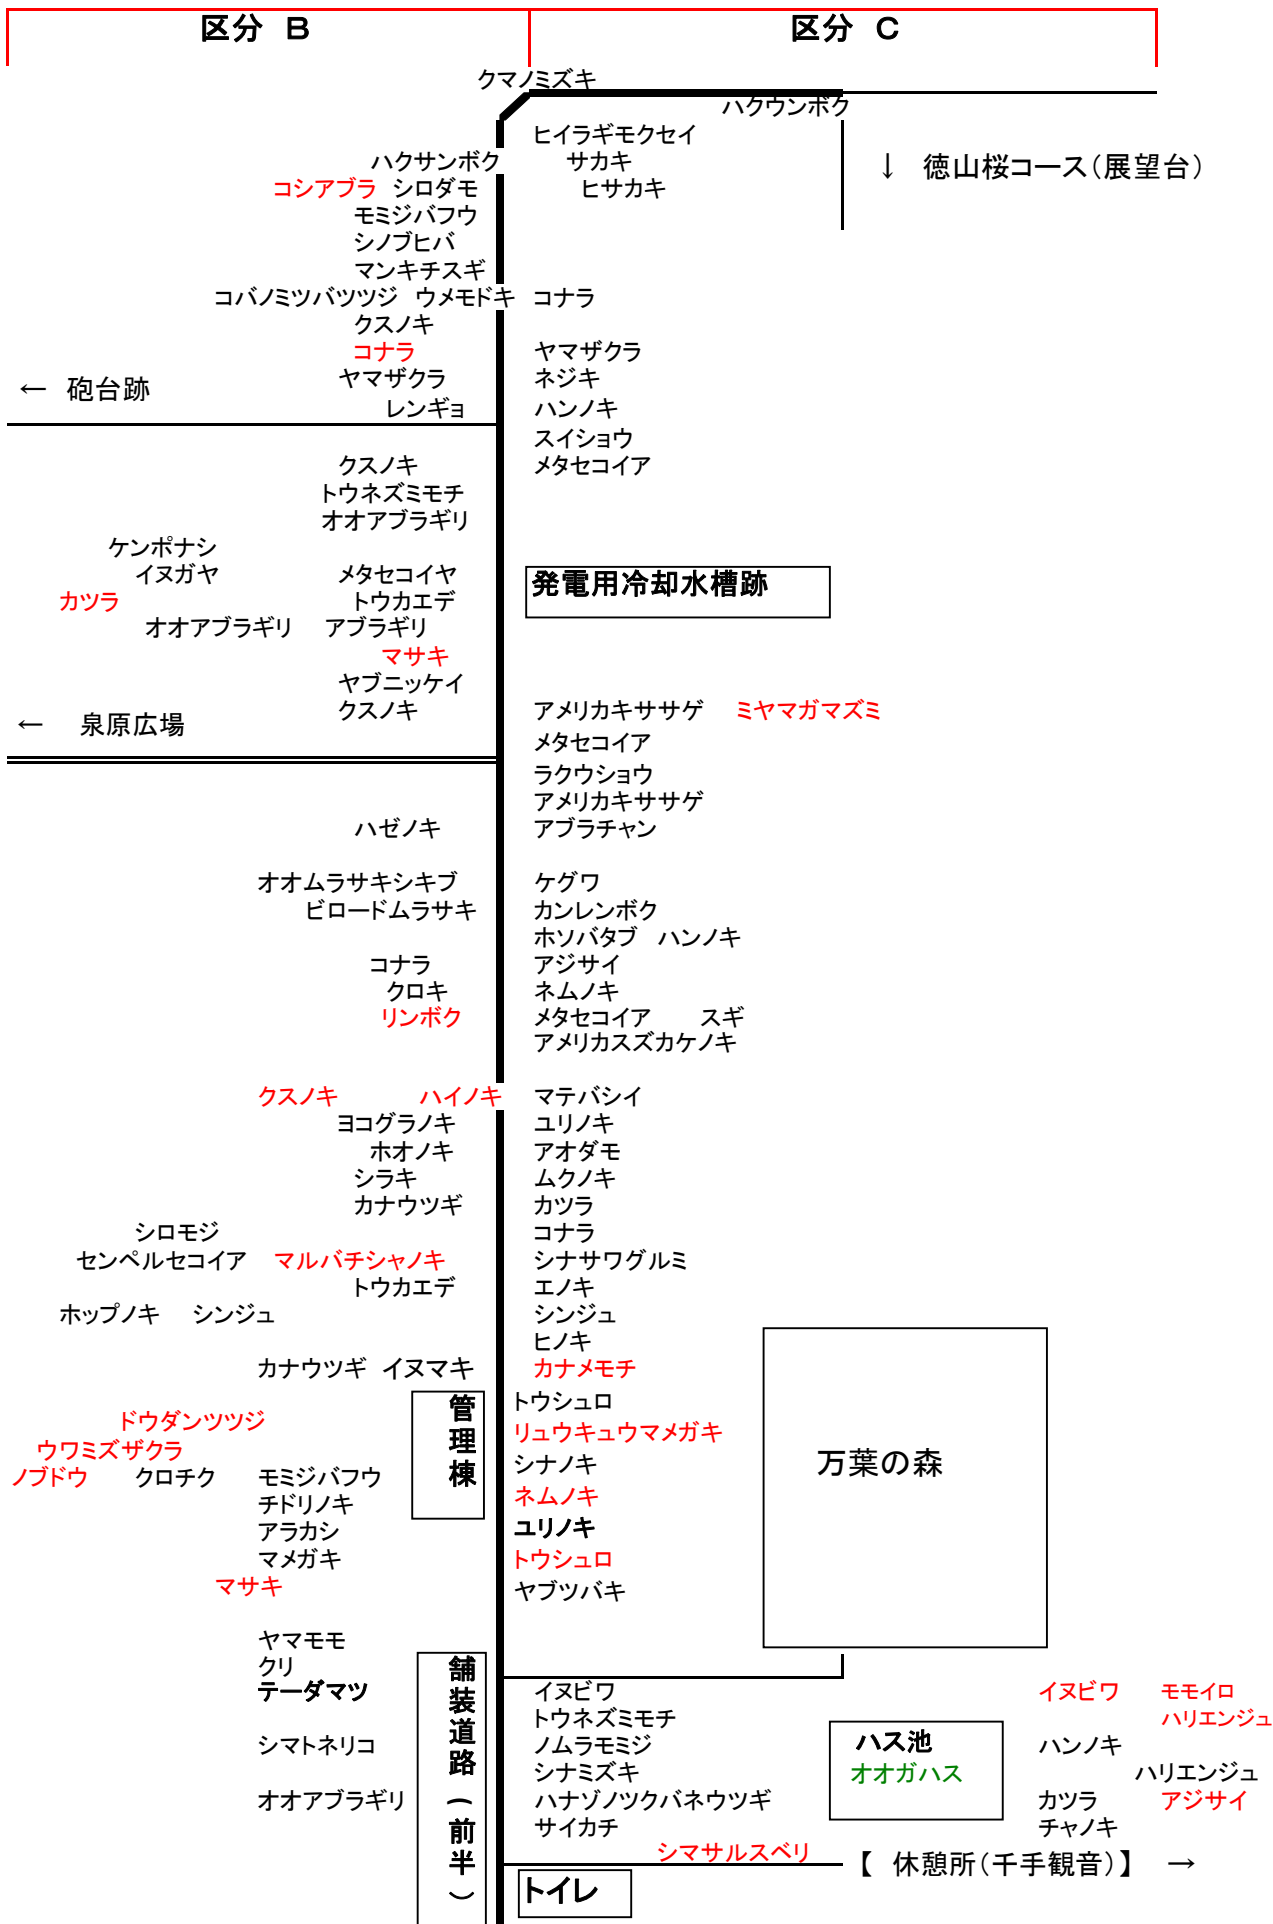 区分 B 区分 C
クマノミズキ
ハクウンボク
ヒイラギモクセイ
ハクサンボク サカキ ↓ 徳山桜コース(展望台)
コシアブラ シロダモ ヒサカキ
モミジバフウ
シノブヒバ
マンキチスギ
コバノミツバツツジ ウメモドキ コナラ
クスノキ
コナラ ヤマザクラ
ヤマザクラ ネジキ
← 砲台跡
レンギョ ハンノキ
スイショウ
クスノキ メタセコイア
トウネズミモチ
オオアブラギリ
ケンポナシ
イヌガヤ メタセコイヤ 発電用冷却水槽跡
カツラ トウカエデ
オオアブラギリ アブラギリ
マサキ
ヤブニッケイ
クスノキ アメリカキササゲ ミヤマガマズミ
← 泉原広場
メタセコイア
ラクウショウ
アメリカキササゲ
ハゼノキ アブラチャン
オオムラサキシキブ ケグワ
ビロードムラサキ カンレンボク
ホソバタブ ハンノキ
コナラ アジサイ
クロキ ネムノキ
リンボク メタセコイア スギ
アメリカスズカケノキ
クスノキ ハイノキ マテバシイ
ヨコグラノキ ユリノキ
ホオノキ アオダモ
シラキ ムクノキ
カナウツギ カツラ
シロモジ コナラ
センペルセコイア マルバチシャノキ シナサワグルミ
トウカエデ エノキ
ホップノキ シンジュ シンジュ
ヒノキ
カナウツギ イヌマキ カナメモチ
管理棟
トウシュロ
ドウダンツツジ リュウキュウマメガキ
ウワミズザクラ シナノキ 万葉の森
ノブドウ クロチク モミジバフウ
チドリノキ ネムノキ
アラカシ ユリノキ
マメガキ トウシュロ
マサキ ヤブツバキ
ヤマモモ
クリ
舗装道路(前半)
テーダマツ イヌビワ イヌビワ モモイロ
トウネズミモチ ハリエンジュ
シマトネリコ ノムラモミジ ハス池 ハンノキ
シナミズキ オオガハス ハリエンジュ
オオアブラギリ ハナゾノツクバネウツギ カツラ アジサイ
サイカチ チャノキ
シマサルスベリ
【 休憩所(千手観音)】 →
トイレ